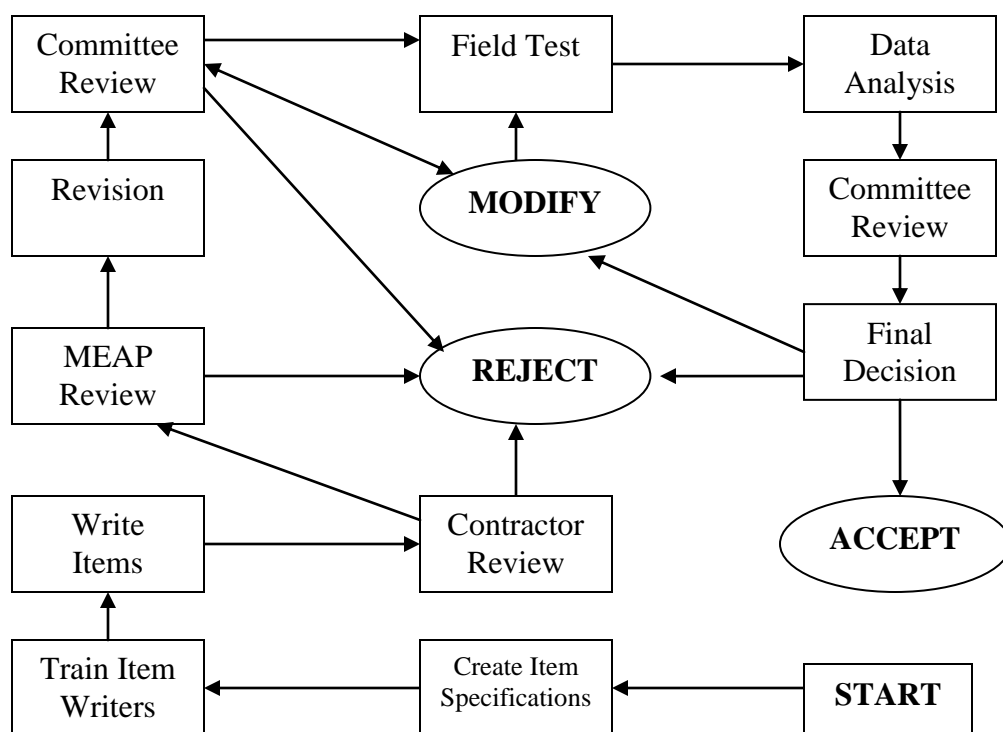 Committee
Review
Field Test
Data
Analysis
Revision
MODIFY
Committee
Review
MEAP
Review
REJECT
Final
Decision
Write
Items
Contractor
Review
ACCEPT
Train Item
Writers
Create Item
Specifications
START